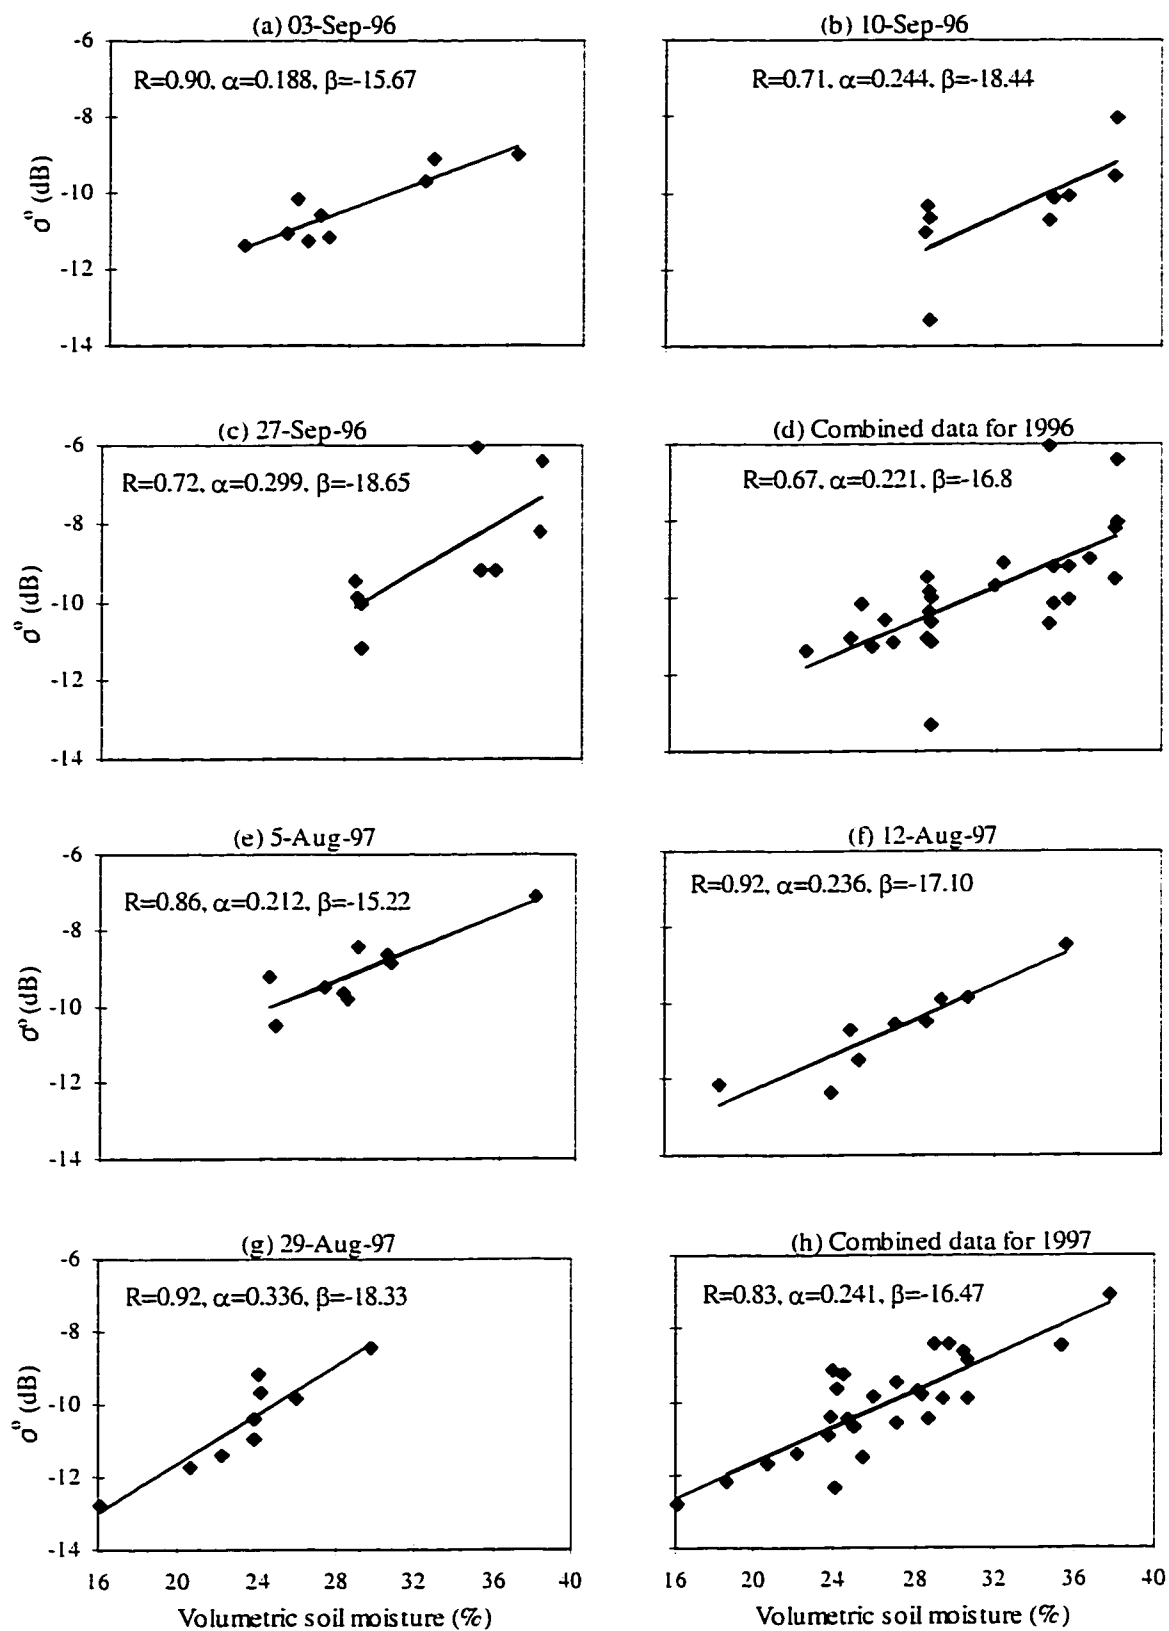 (a) 03-Sep-96
-6
R=0.90, α=0.188, β=-15.67
-8
-10
-12
-14
σ° (dB)
(b) 10-Sep-96
R=0.71, α=0.244, β=-18.44
(c) 27-Sep-96
-6
R=0.72, α=0.299, β=-18.65
-8
-10
-12
-14
σ° (dB)
(d) Combined data for 1996
R=0.67, α=0.221, β=-16.8
(e) 5-Aug-97
-6
R=0.86, α=0.212, β=-15.22
-8
-10
-12
-14
σ° (dB)
(f) 12-Aug-97
R=0.92, α=0.236, β=-17.10
(g) 29-Aug-97
-6
R=0.92, α=0.336, β=-18.33
-8
-10
-12
-14
σ° (dB)
16 20 24 28 32 36 40
Volumetric soil moisture (%)
(h) Combined data for 1997
R=0.83, α=0.241, β=-16.47
16 20 24 28 32 36 40
Volumetric soil moisture (%)